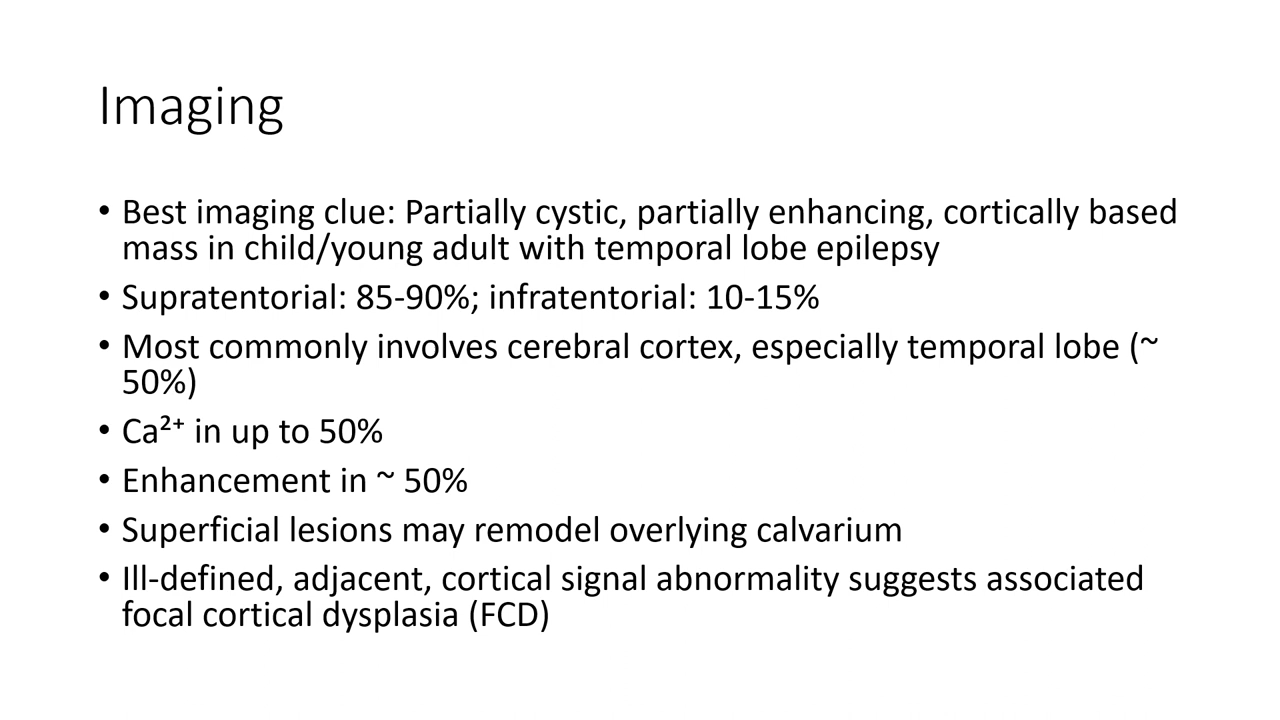 Imaging
• Best imaging clue: Partially cystic, partially enhancing, cortically based
mass in child/young adult with temporal lobe epilepsy
• Supratentorial: 85-90%; infratentorial: 10-15%
• Most commonly involves cerebral cortex, especially temporal lobe (~
50%)
• Ca²⁺ in up to 50%
• Enhancement in ~ 50%
• Superficial lesions may remodel overlying calvarium
• Ill-defined, adjacent, cortical signal abnormality suggests associated
focal cortical dysplasia (FCD)